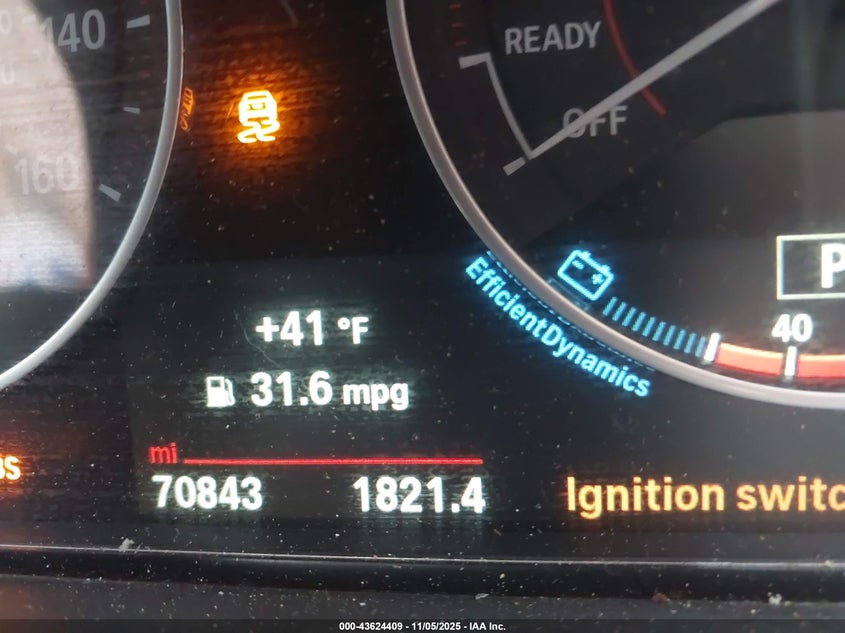 140
160
READY
OFF
EfficientDynamics
P
40
+41 °F
31.6 mpg
mi
70843 1821.4
Ignition switc
000-43624409 - 11/05/2025 - IAA Inc.